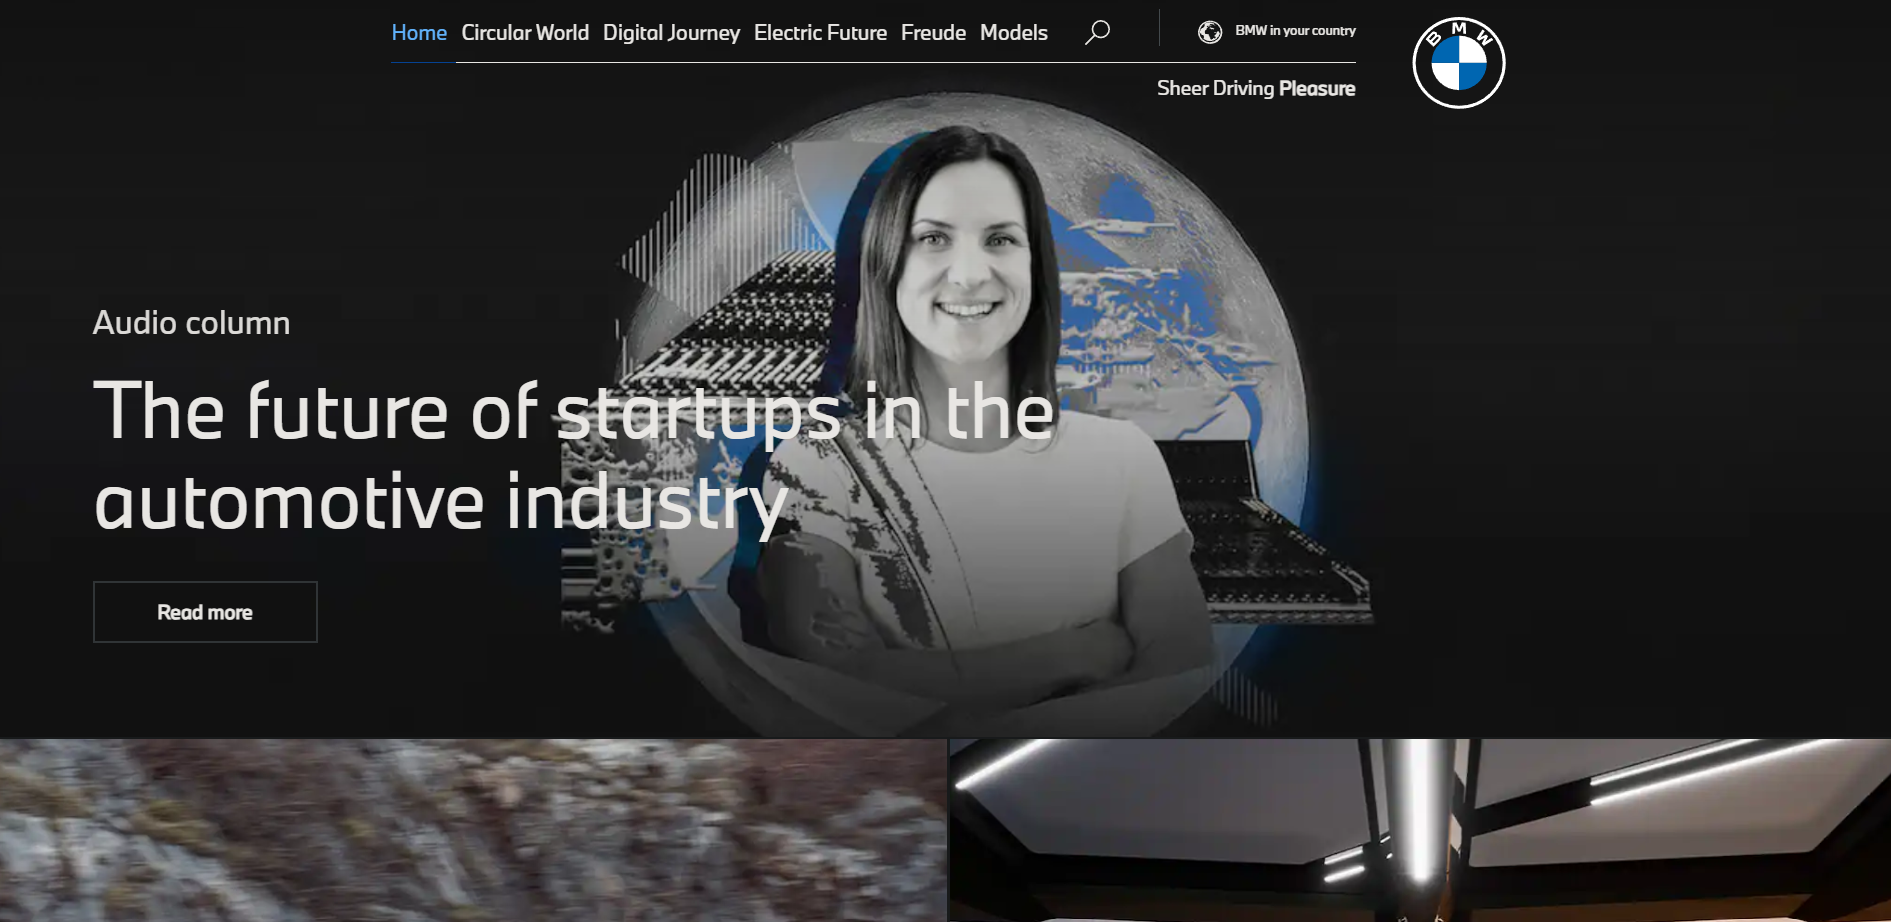 Home Circular World Digital Journey Electric Future Freude Models BMW in your country
BMW
Sheer Driving Pleasure
Audio column
The future of startups in the
automotive industry
Read more